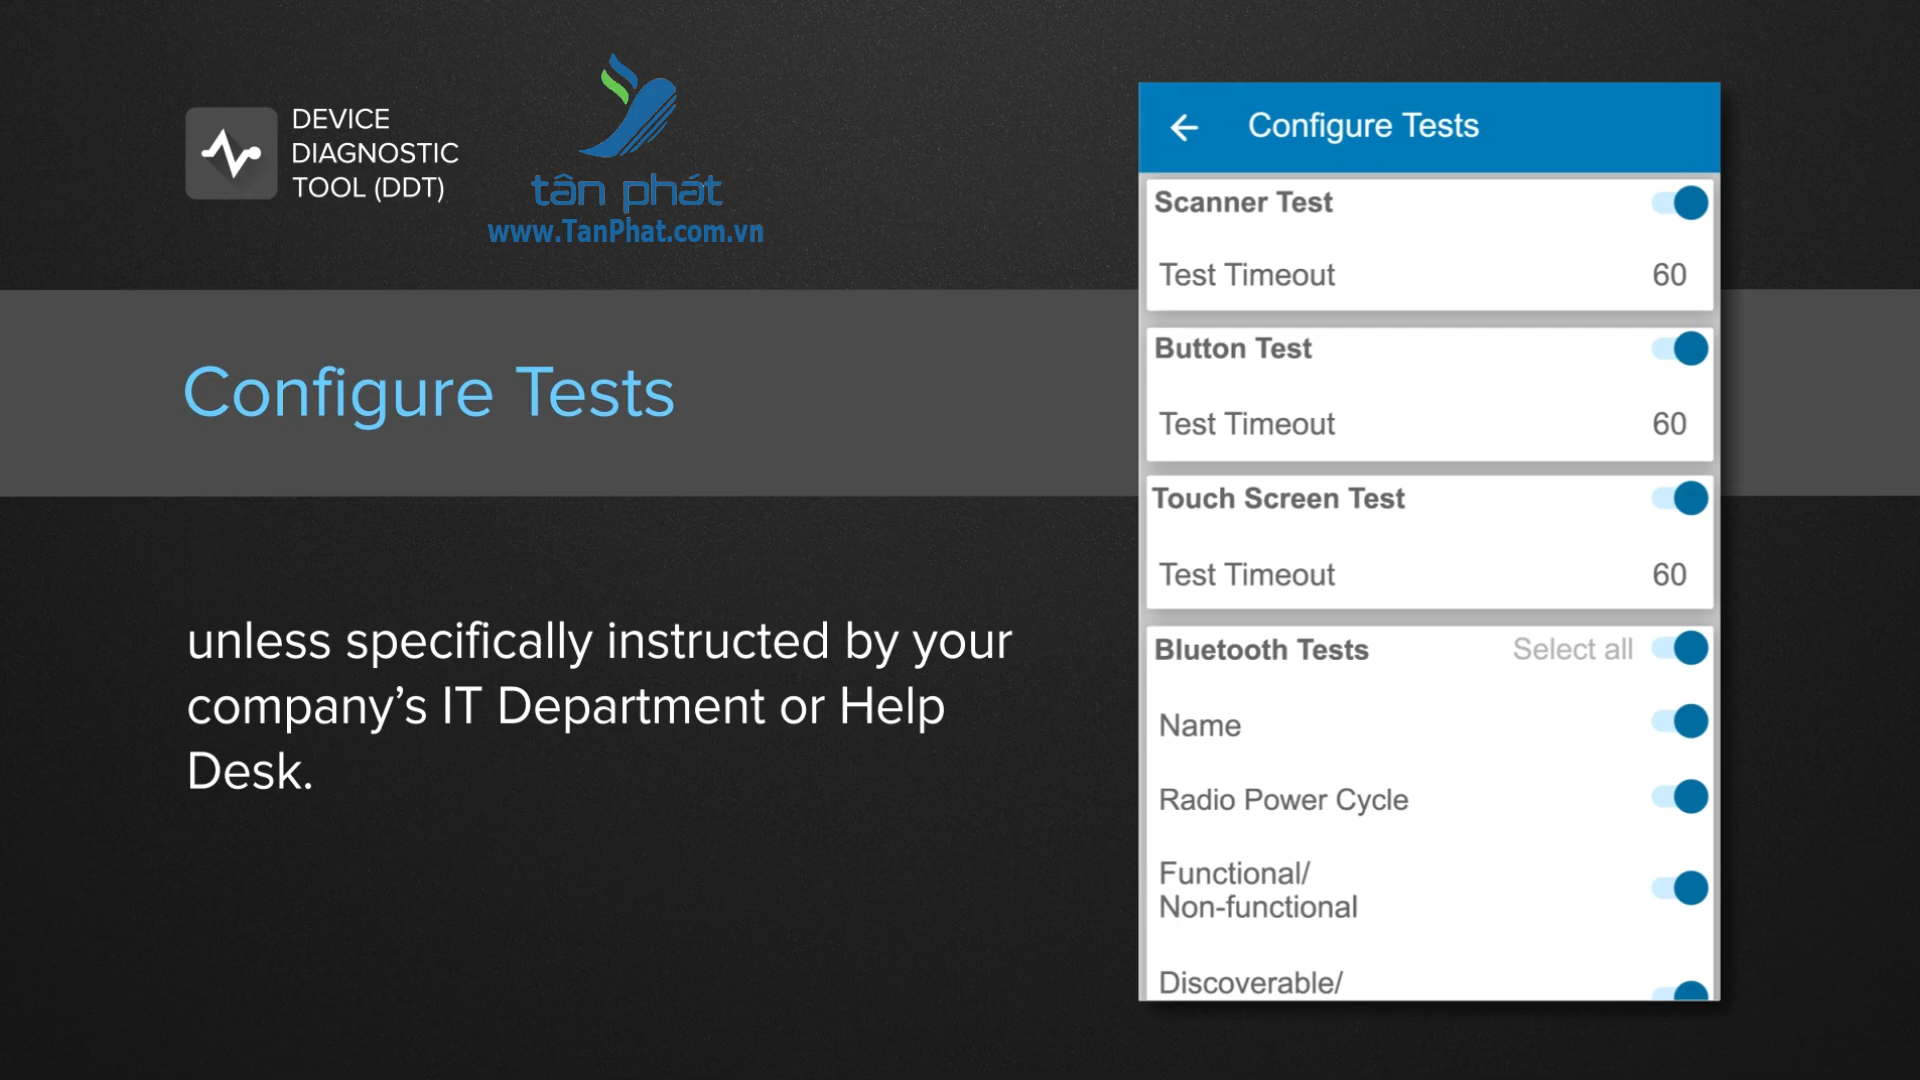 DEVICE
DIAGNOSTIC
TOOL (DDT)
tân phát
www.TanPhat.com.vn
Configure Tests
unless specifically instructed by your
company’s IT Department or Help
Desk.
Configure Tests
Scanner Test
Test Timeout 60
Button Test
Test Timeout 60
Touch Screen Test
Test Timeout 60
Bluetooth Tests Select all
Name
Radio Power Cycle
Functional/
Non-functional
Discoverable/